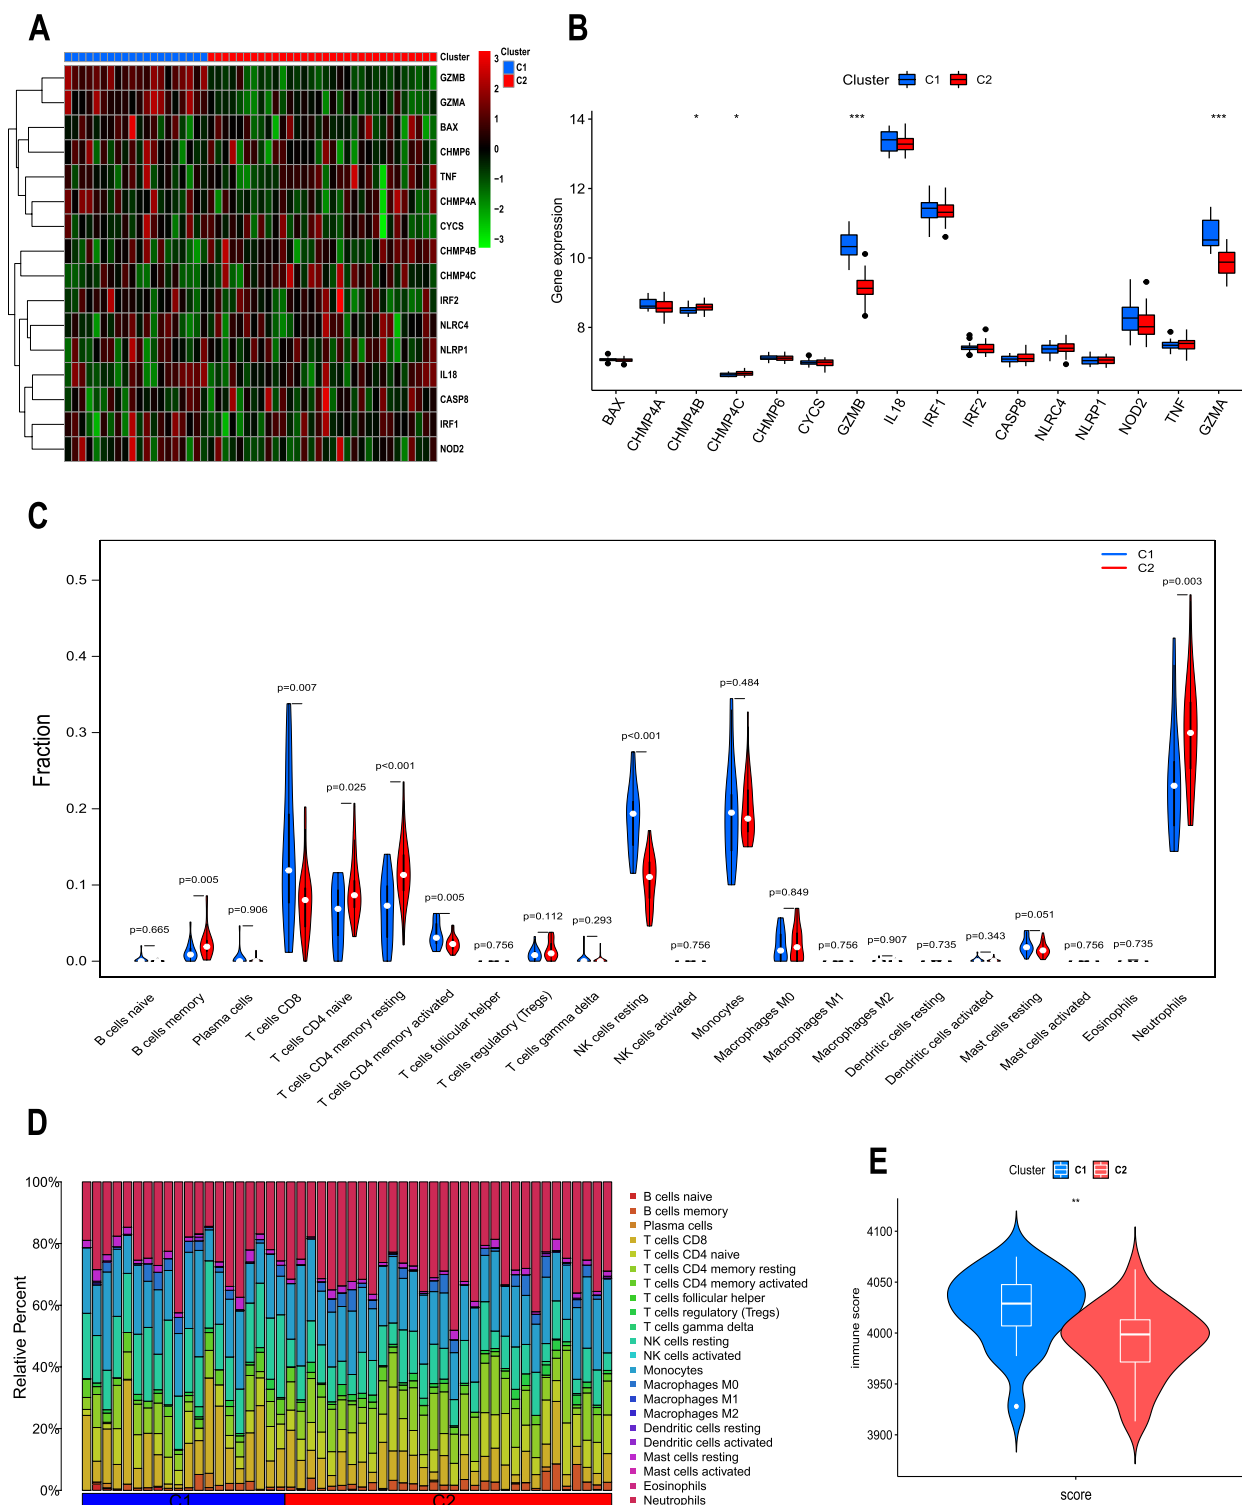 A
Cluster
GZMB
GZMA
BAX
CHMP6
TNF
CHMP4A
CYCS
CHMP4B
CHMP4C
IRF2
NLRC4
NLRP1
IL18
CASP8
IRF1
NOD2
3
2
1
0
−1
−2
−3
Cluster
C1
C2
B
Cluster C1 C2
Gene expression
14
12
10
8
* * *** ***
BAX
CHMP4A
CHMP4B
CHMP4C
CHMP6
CYCS
GZMB
IL18
IRF1
IRF2
CASP8
NLRC4
NLRP1
NOD2
TNF
GZMA
C
C1
C2
Fraction
0.5
0.4
0.3
0.2
0.1
0.0
p=0.665
p=0.005
p=0.906
p=0.007
p=0.025
p<0.001
p=0.005
p=0.756
p=0.112
p=0.293
p<0.001
p=0.756
p=0.484
p=0.849
p=0.756
p=0.907
p=0.735
p=0.343
p=0.051
p=0.756
p=0.735
p=0.003
B cells naive
B cells memory
Plasma cells
T cells CD8
T cells CD4 naive
T cells CD4 memory resting
T cells CD4 memory activated
T cells follicular helper
T cells regulatory (Tregs)
T cells gamma delta
NK cells resting
NK cells activated
Monocytes
Macrophages M0
Macrophages M1
Macrophages M2
Dendritic cells resting
Dendritic cells activated
Mast cells resting
Mast cells activated
Eosinophils
Neutrophils
D
Relative Percent
100%
80%
60%
40%
20%
0%
C1
C2
B cells naive
B cells memory
Plasma cells
T cells CD8
T cells CD4 naive
T cells CD4 memory resting
T cells CD4 memory activated
T cells follicular helper
T cells regulatory (Tregs)
T cells gamma delta
NK cells resting
NK cells activated
Monocytes
Macrophages M0
Macrophages M1
Macrophages M2
Dendritic cells resting
Dendritic cells activated
Mast cells resting
Mast cells activated
Eosinophils
Neutrophils
E
Cluster C1 C2
**
immune score
4100
4050
4000
3950
3900
score